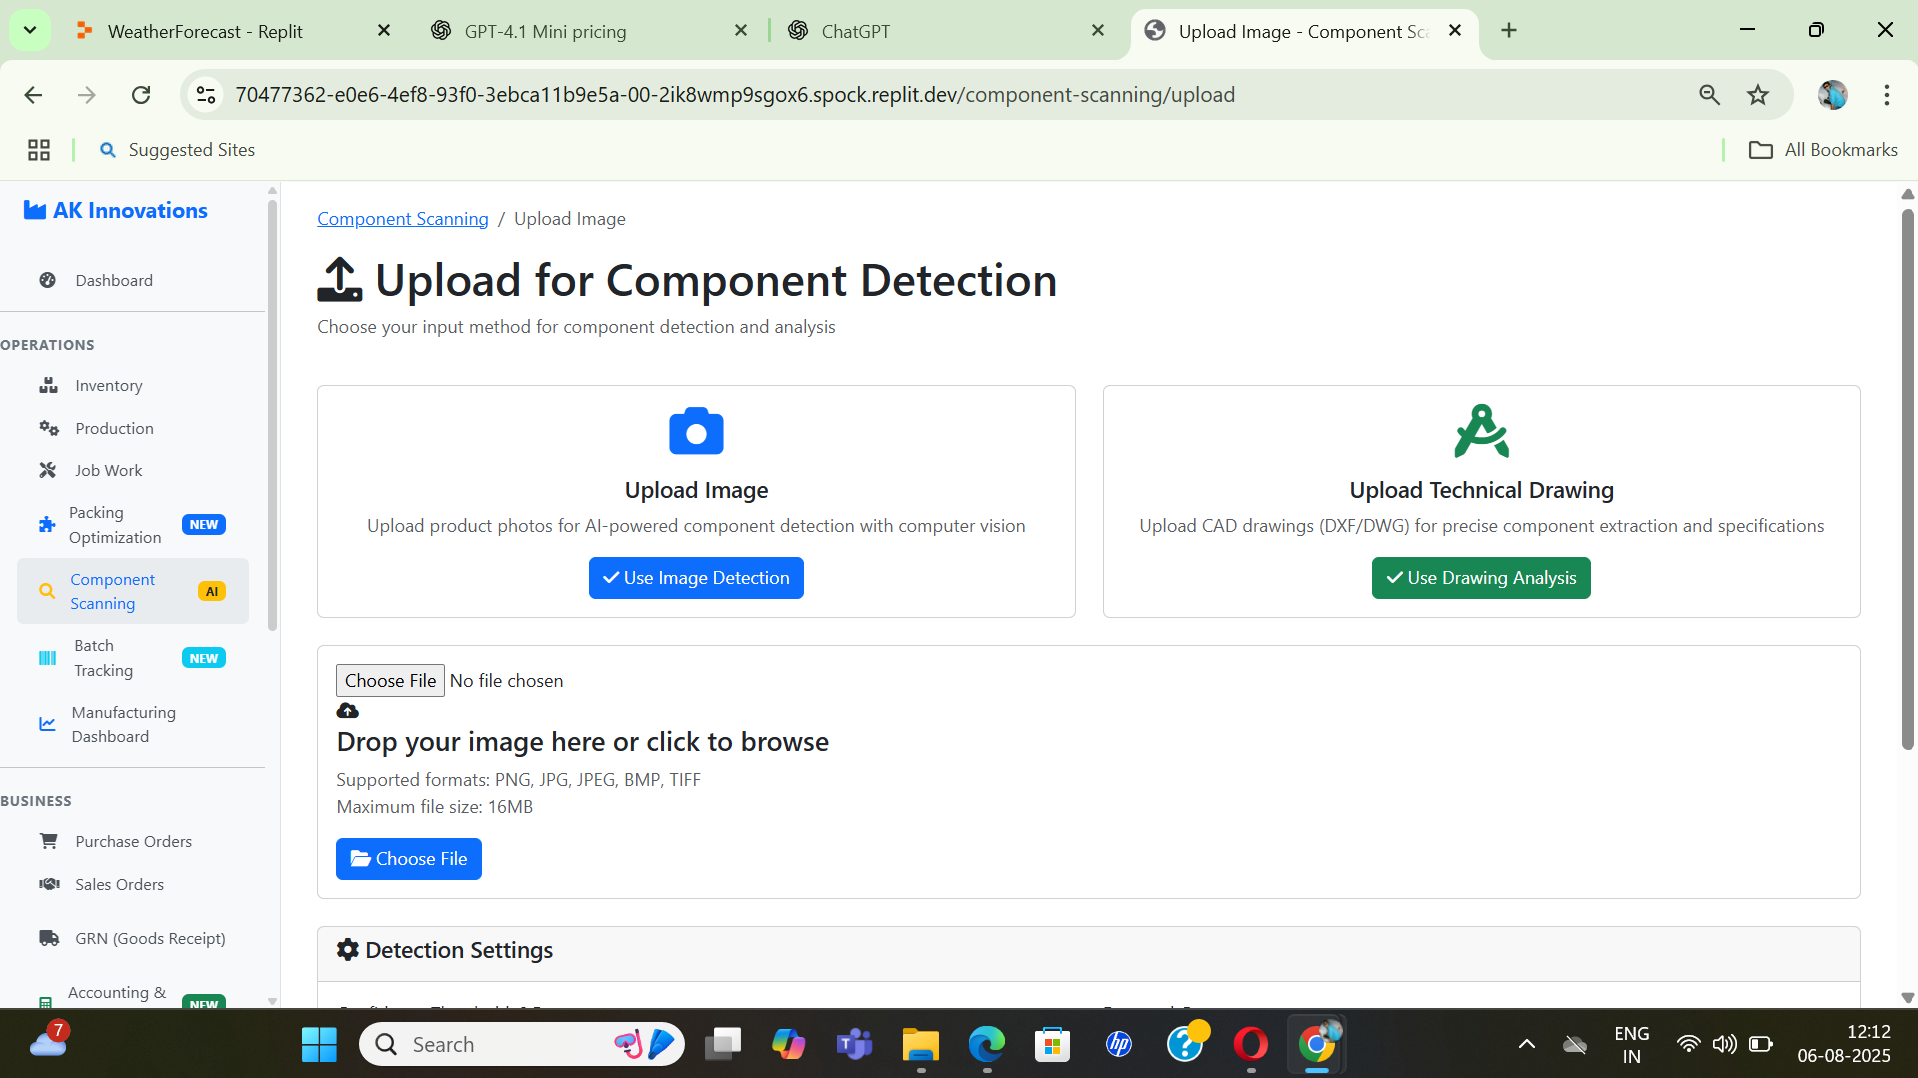 WeatherForecast - Replit
GPT-4.1 Mini pricing
ChatGPT
Upload Image - Component Sca
70477362-e0e6-4ef8-93f0-3ebca11b9e5a-00-2ik8wmp9sgox6.spock.replit.dev/component-scanning/upload
Suggested Sites
All Bookmarks
AK Innovations
Dashboard
OPERATIONS
Inventory
Production
Job Work
Packing
Optimization
NEW
Component
Scanning
AI
Batch
Tracking
NEW
Manufacturing
Dashboard
BUSINESS
Purchase Orders
Sales Orders
GRN (Goods Receipt)
Accounting &
NEW
Component Scanning / Upload Image
Upload for Component Detection
Choose your input method for component detection and analysis
Upload Image
Upload product photos for AI-powered component detection with computer vision
Use Image Detection
Upload Technical Drawing
Upload CAD drawings (DXF/DWG) for precise component extraction and specifications
Use Drawing Analysis
Choose File No file chosen
Drop your image here or click to browse
Supported formats: PNG, JPG, JPEG, BMP, TIFF
Maximum file size: 16MB
Choose File
Detection Settings
7
Search
hp
ENG
IN
12:12
06-08-2025